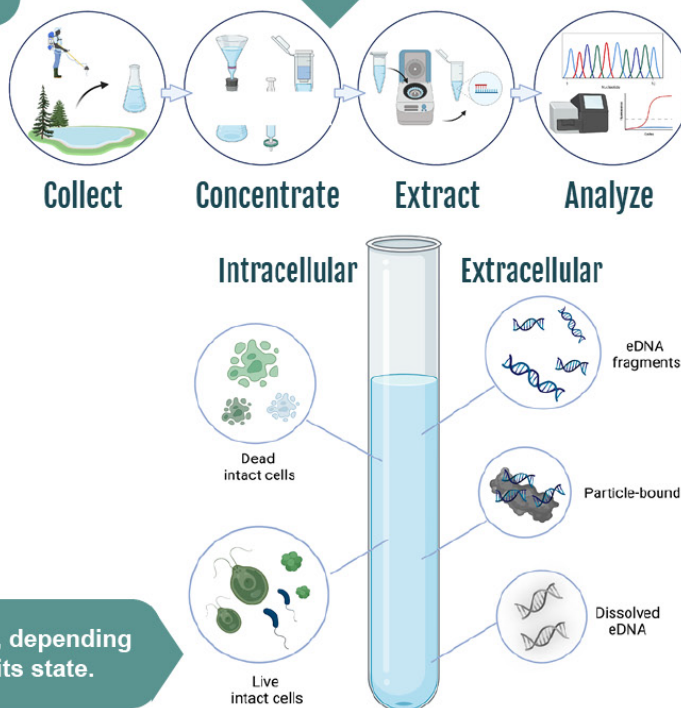 Collect
Concentrate
Extract
Analyze
Intracellular
Extracellular
eDNA
fragments
Dead
intact cells
Particle-bound
Dissolved
eDNA
, depending
its state.
Live
intact cells